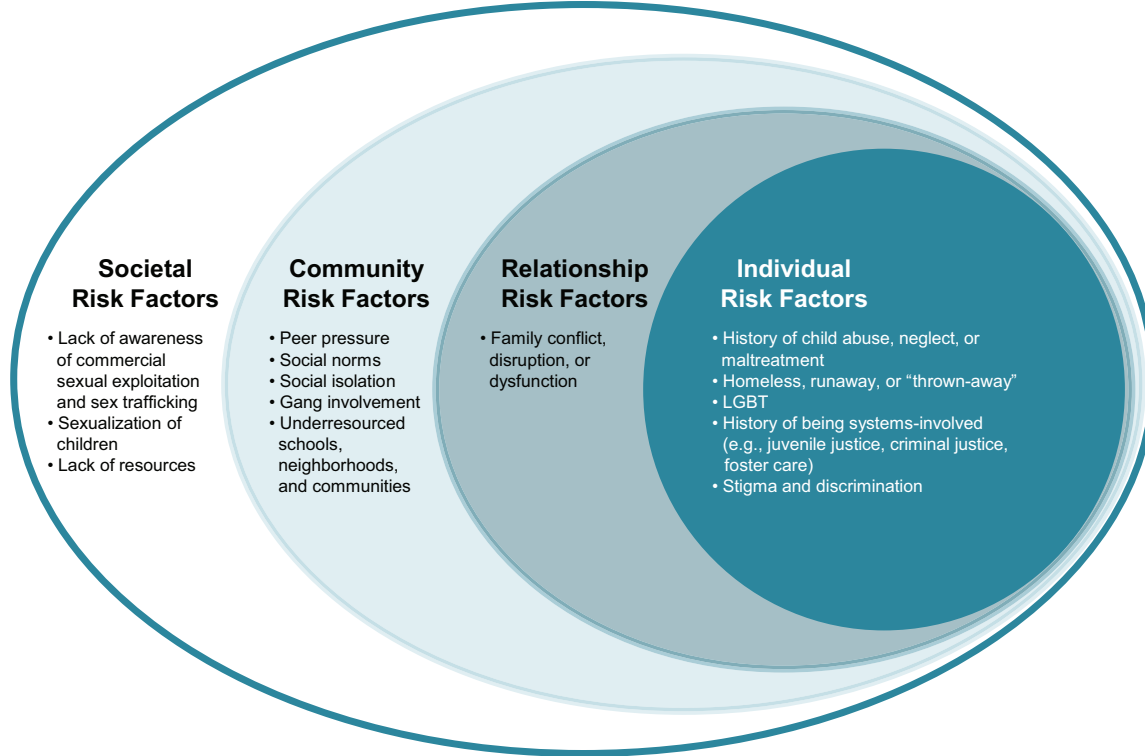 Societal
Risk Factors
• Lack of awareness
of commercial
sexual exploitation
and sex trafficking
• Sexualization of
children
• Lack of resources
Community
Risk Factors
• Peer pressure
• Social norms
• Social isolation
• Gang involvement
• Underresourced
schools,
neighborhoods,
and communities
Relationship
Risk Factors
• Family conflict,
disruption, or
dysfunction
Individual
Risk Factors
• History of child abuse, neglect, or
maltreatment
• Homeless, runaway, or “thrown-away”
• LGBT
• History of being systems-involved
(e.g., juvenile justice, criminal justice,
foster care)
• Stigma and discrimination